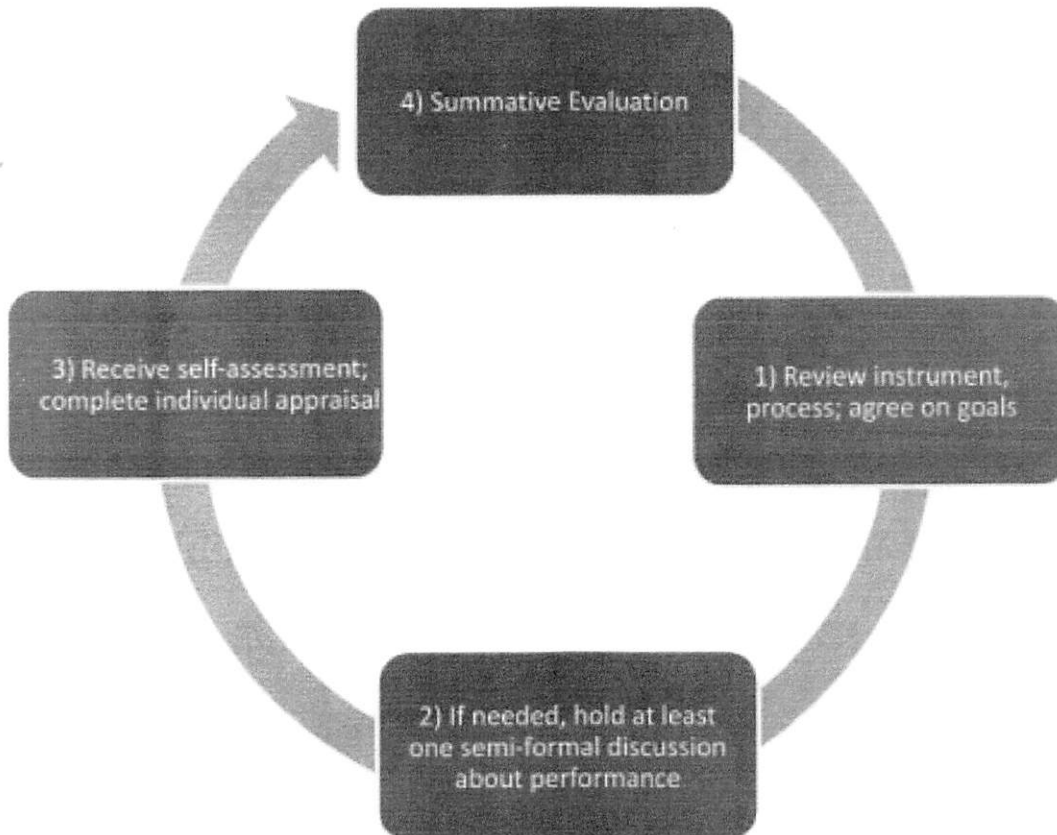 4) Summative Evaluation
3) Receive self-assessment;
complete individual appraisal
1) Review instrument,
process; agree on goals
2) If needed, hold at least
one semi-formal discussion
about performance